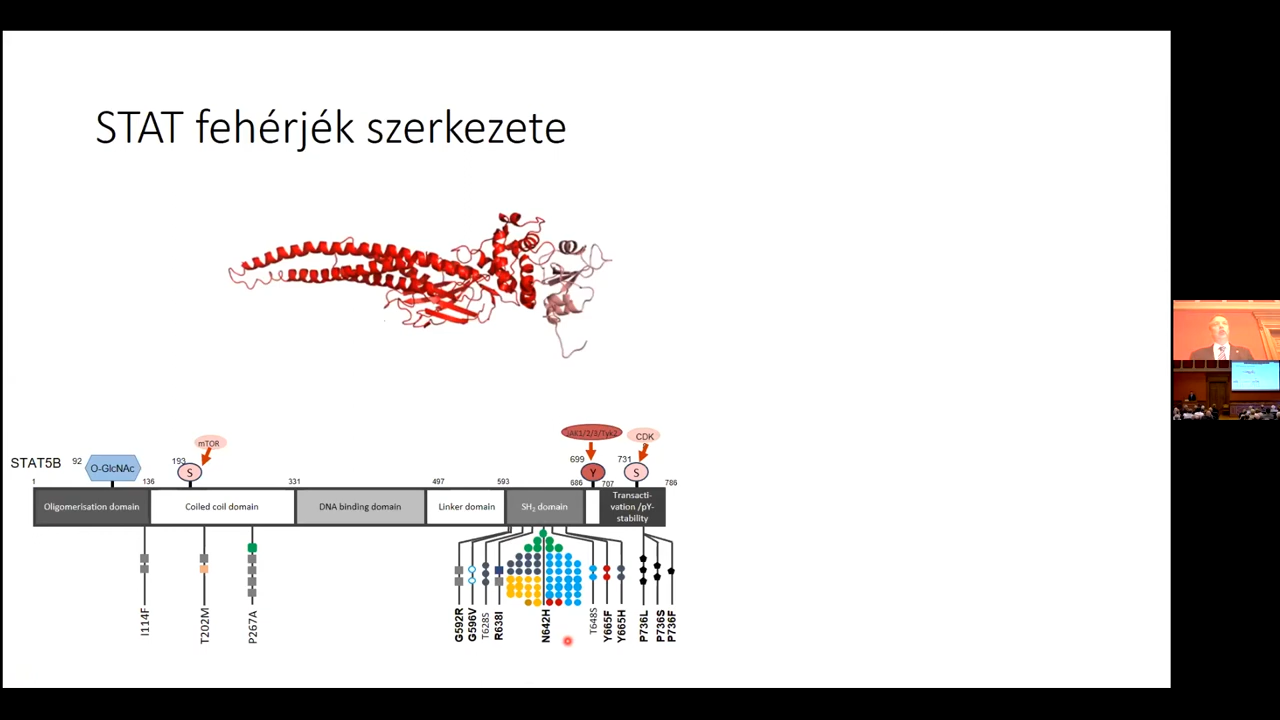 STAT fehérjék szerkezete
mTOR
JAK1/2/3/Tyk2
CDK
STAT5B
92
O-GlcNAc
193
S
699
Y
731
S
1
136
331
497
593
686
707
786
Oligomerisation domain
Coiled coil domain
DNA binding domain
Linker domain
SH₂ domain
Transacti-
vation /pY-
stability
I114F
T202M
P267A
G592R
G596V
T628S
R638I
N642H
T648S
Y665F
Y665H
P736L
P736S
P736F